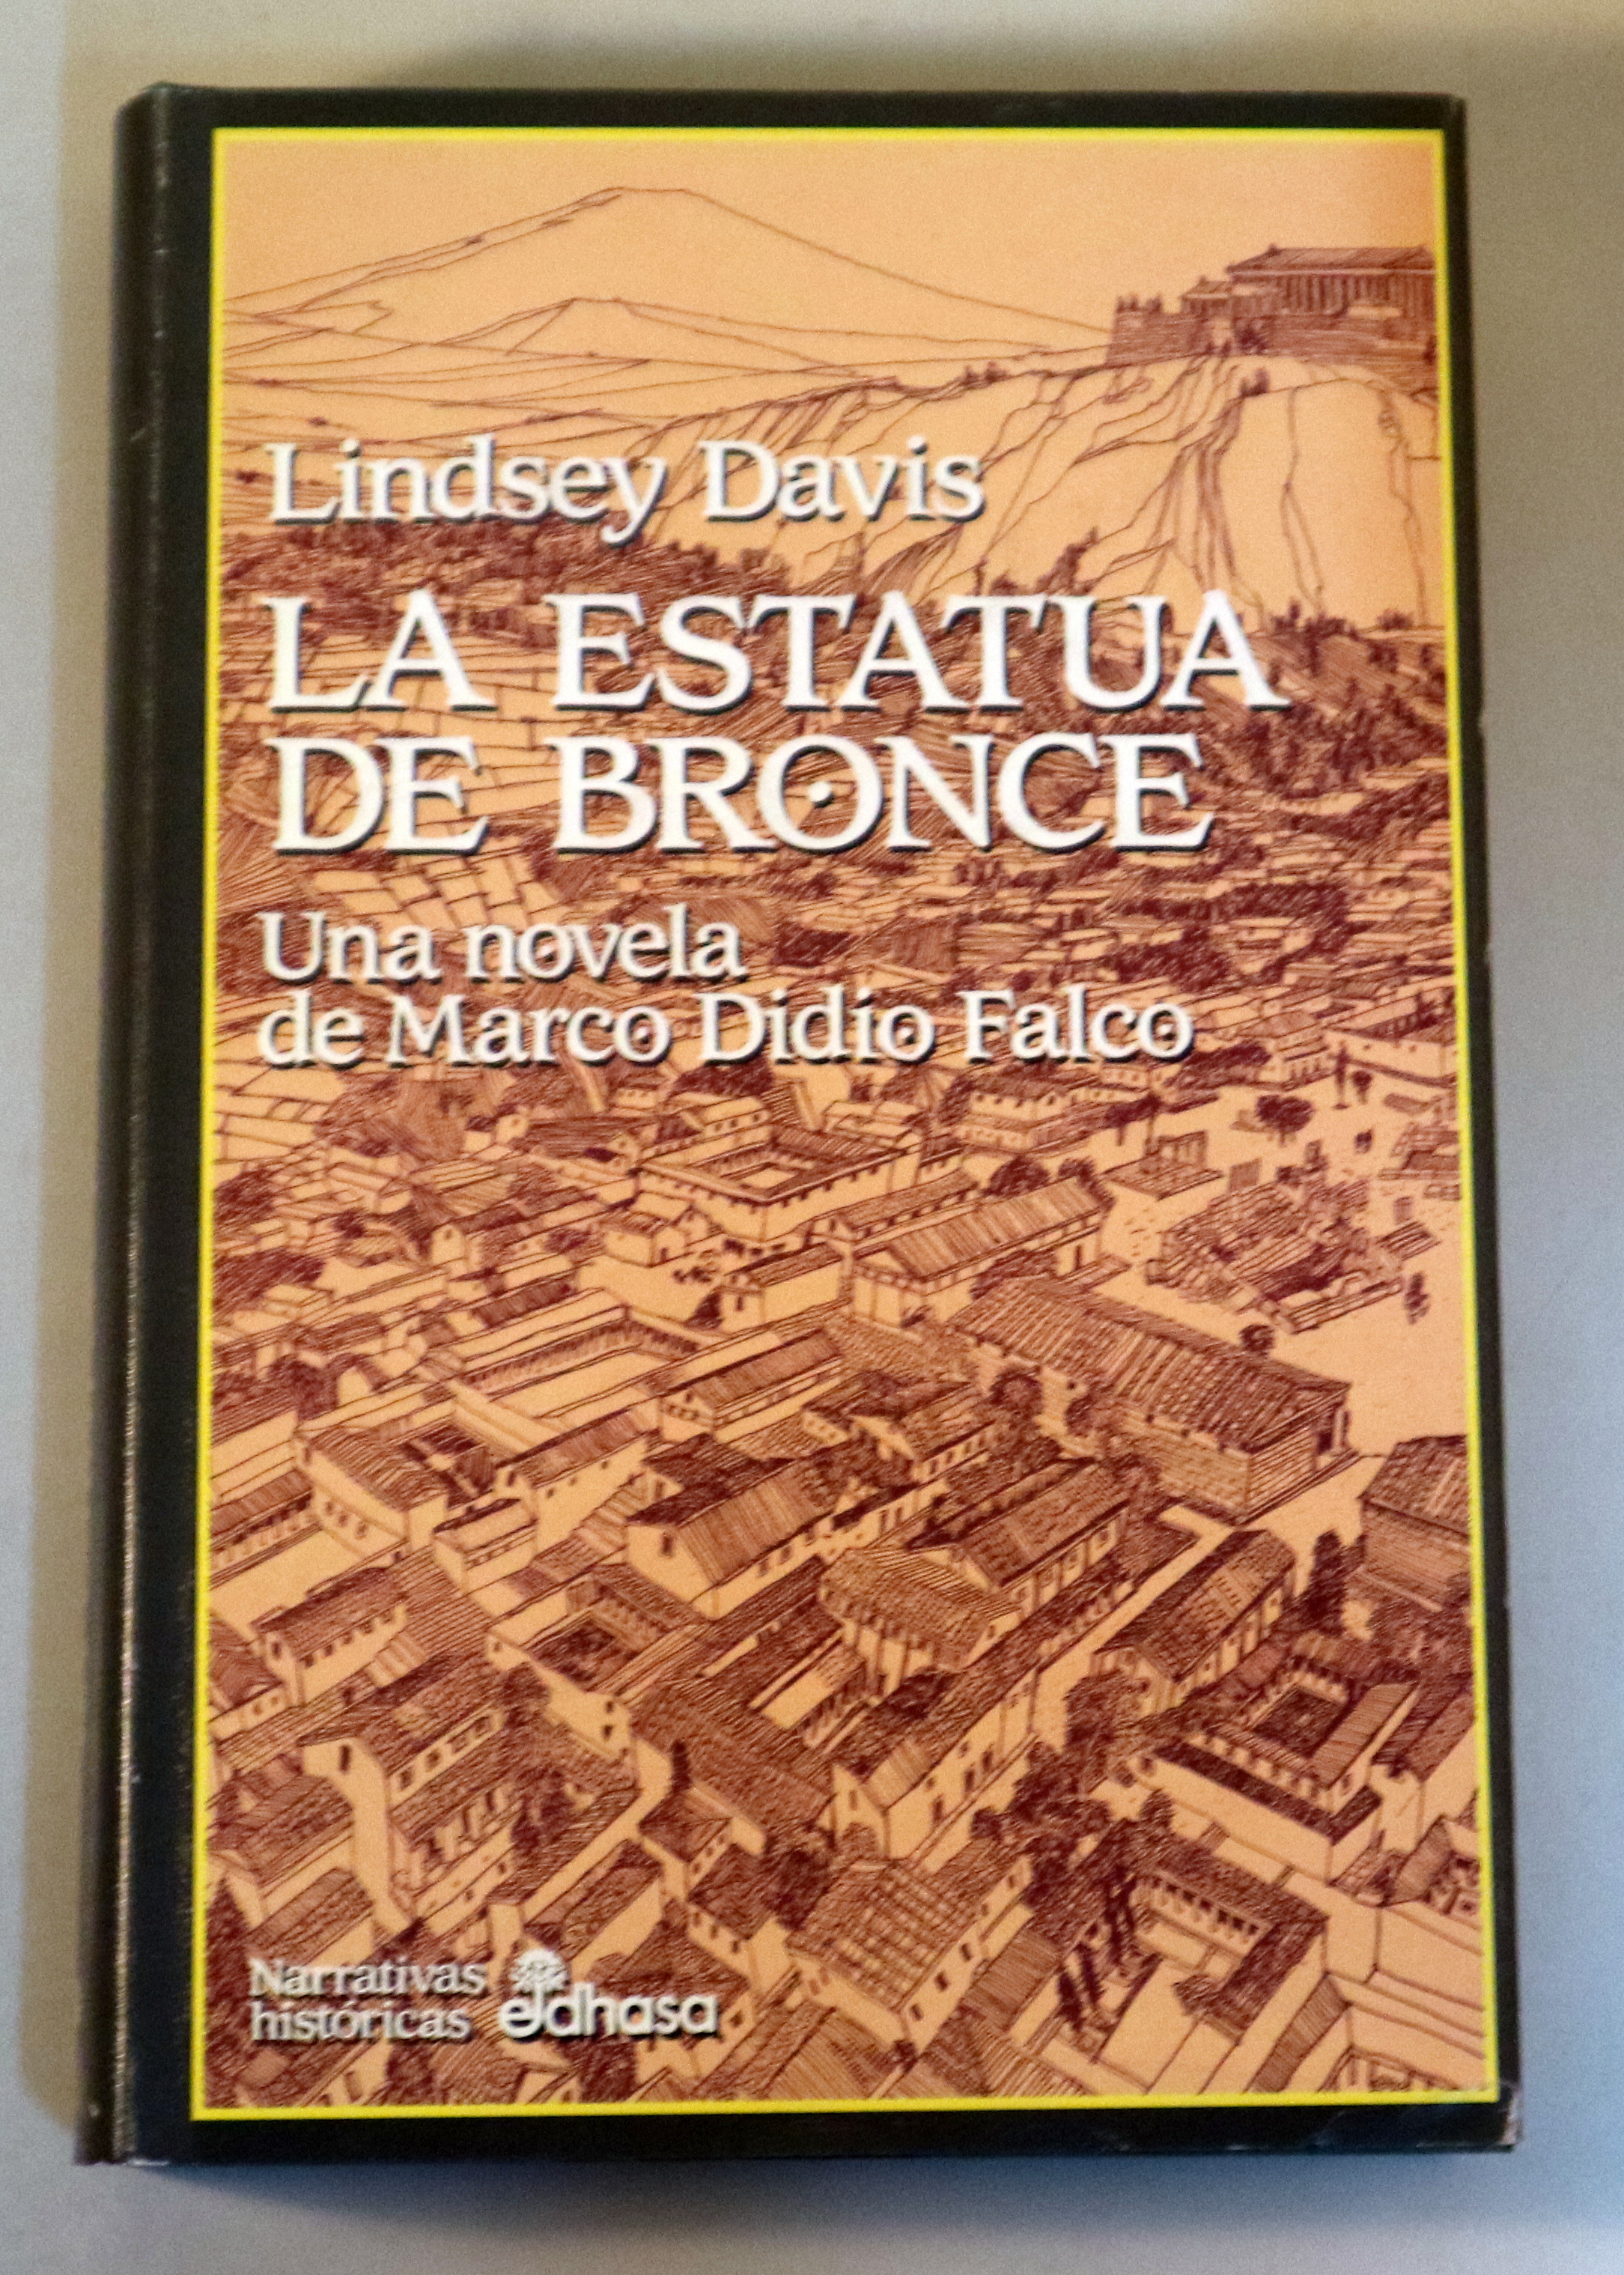 Lindsey Davis
LA ESTATUA
DE BRONCE
Una novela
de Marco Didio Falco
Narrativas
históricas
edhasa